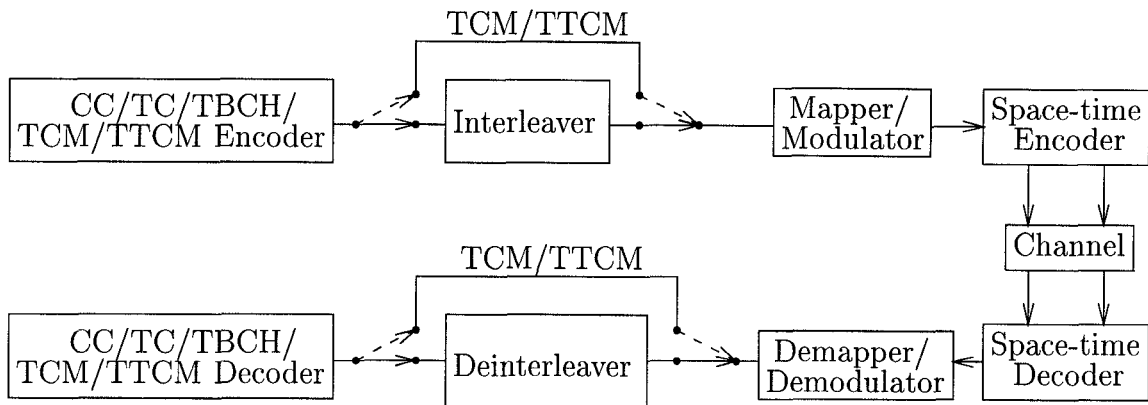 TCM/TTCM
CC/TC/TBCH/
TCM/TTCM Encoder
Interleaver
Mapper/
Modulator
Space-time
Encoder
Channel
TCM/TTCM
CC/TC/TBCH/
TCM/TTCM Decoder
Deinterleaver
Demapper/
Demodulator
Space-time
Decoder